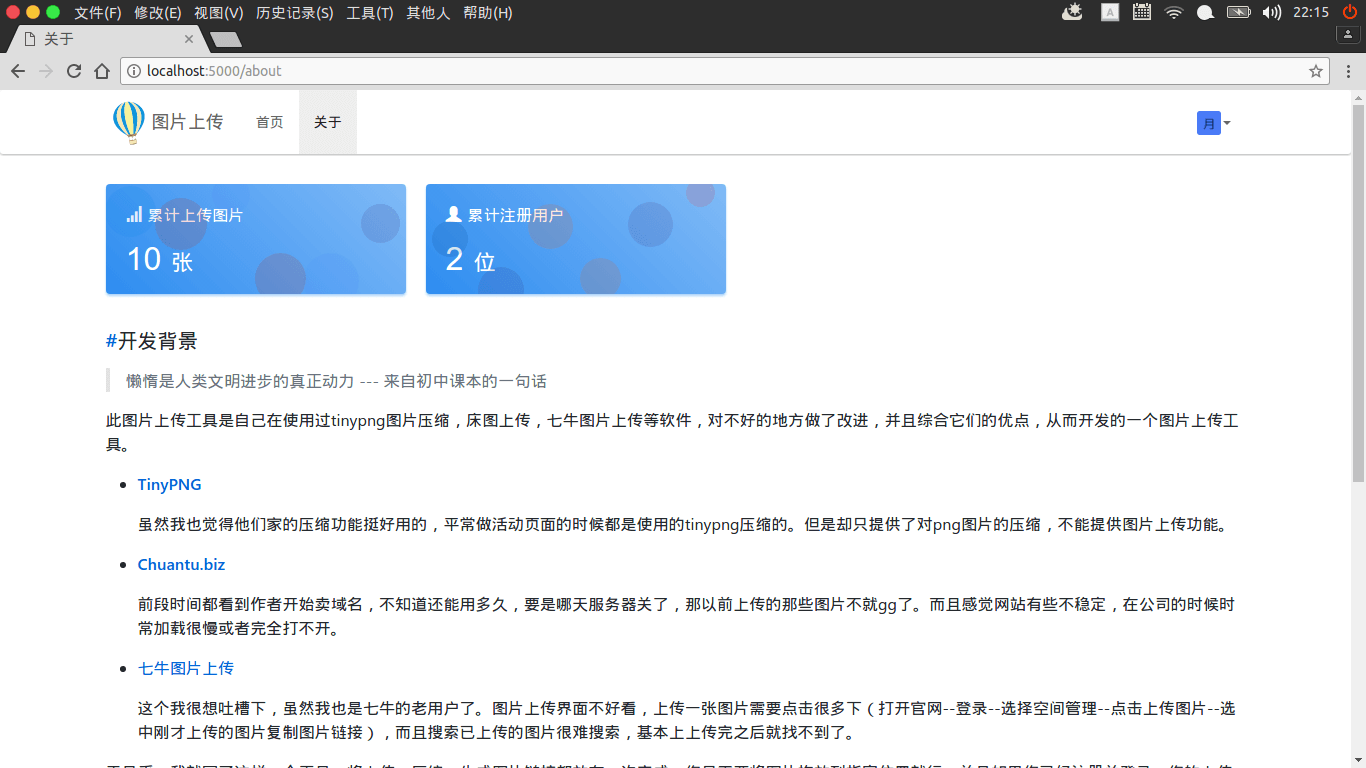 文件(F) 修改(E) 视图(V) 历史记录(S) 工具(T) 其他人 帮助(H)
A
22:15
关于
localhost:5000/about
图片上传
首页
关于
月
累计上传图片
10 张
累计注册用户
2 位
#开发背景
懒惰是人类文明进步的真正动力 --- 来自初中课本的一句话
此图片上传工具是自己在使用过tinypng图片压缩，床图上传，七牛图片上传等软件，对不好的地方做了改进，并且综合它们的优点，从而开发的一个图片上传工
具。
TinyPNG
虽然我也觉得他们家的压缩功能挺好用的，平常做活动页面的时候都是使用的tinypng压缩的。但是却只提供了对png图片的压缩，不能提供图片上传功能。
Chuantu.biz
前段时间都看到作者开始卖域名，不知道还能用多久，要是哪天服务器关了，那以前上传的那些图片不就gg了。而且感觉网站有些不稳定，在公司的时候时
常加载很慢或者完全打不开。
七牛图片上传
这个我很想吐槽下，虽然我也是七牛的老用户了。图片上传界面不好看，上传一张图片需要点击很多下（打开官网--登录--选择空间管理--点击上传图片--选
中刚才上传的图片复制图片链接），而且搜索已上传的图片很难搜索，基本上上传完之后就找不到了。